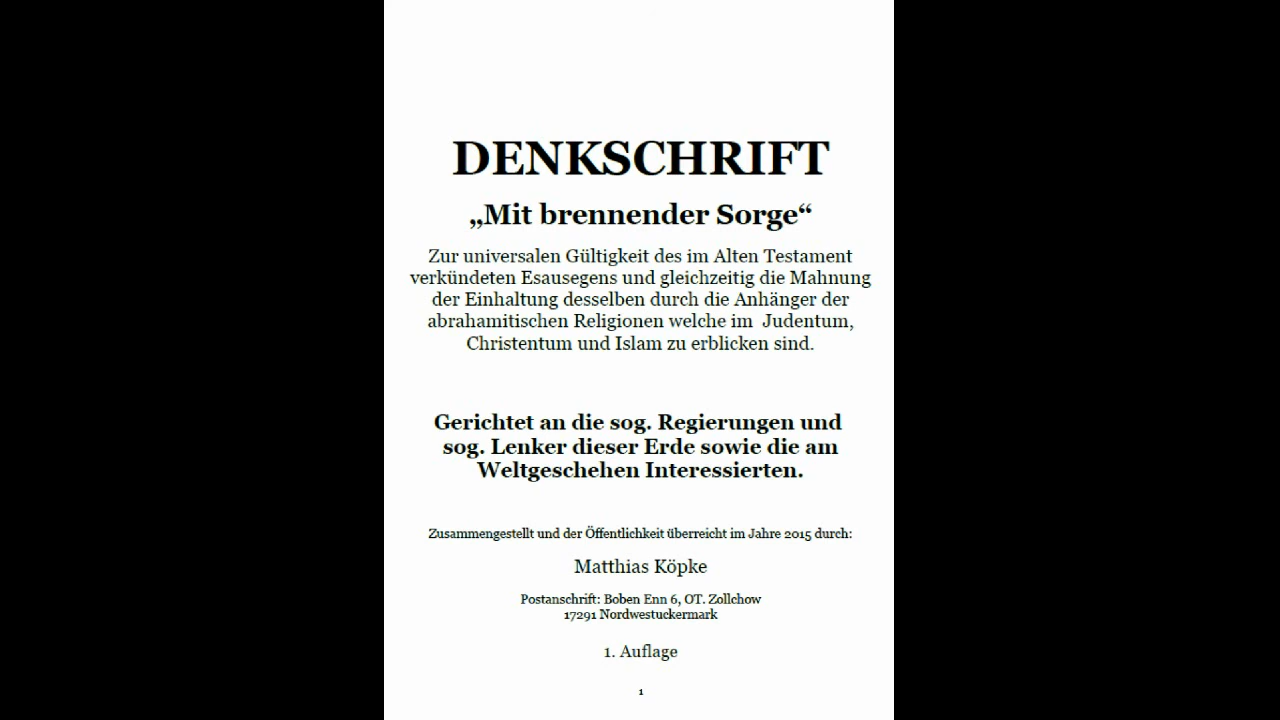 DENKSCHRIFT
„Mit brennender Sorge“
Zur universalen Gültigkeit des im Alten Testament
verkündeten Esausegens und gleichzeitig die Mahnung
der Einhaltung desselben durch die Anhänger der
abrahamitischen Religionen welche im Judentum,
Christentum und Islam zu erblicken sind.
Gerichtet an die sog. Regierungen und
sog. Lenker dieser Erde sowie die am
Weltgeschehen Interessierten.
Zusammengestellt und der Öffentlichkeit überreicht im Jahre 2015 durch:
Matthias Köpke
Postanschrift: Boben Enn 6, OT. Zollchow
17291 Nordwestuckermark
1. Auflage
1